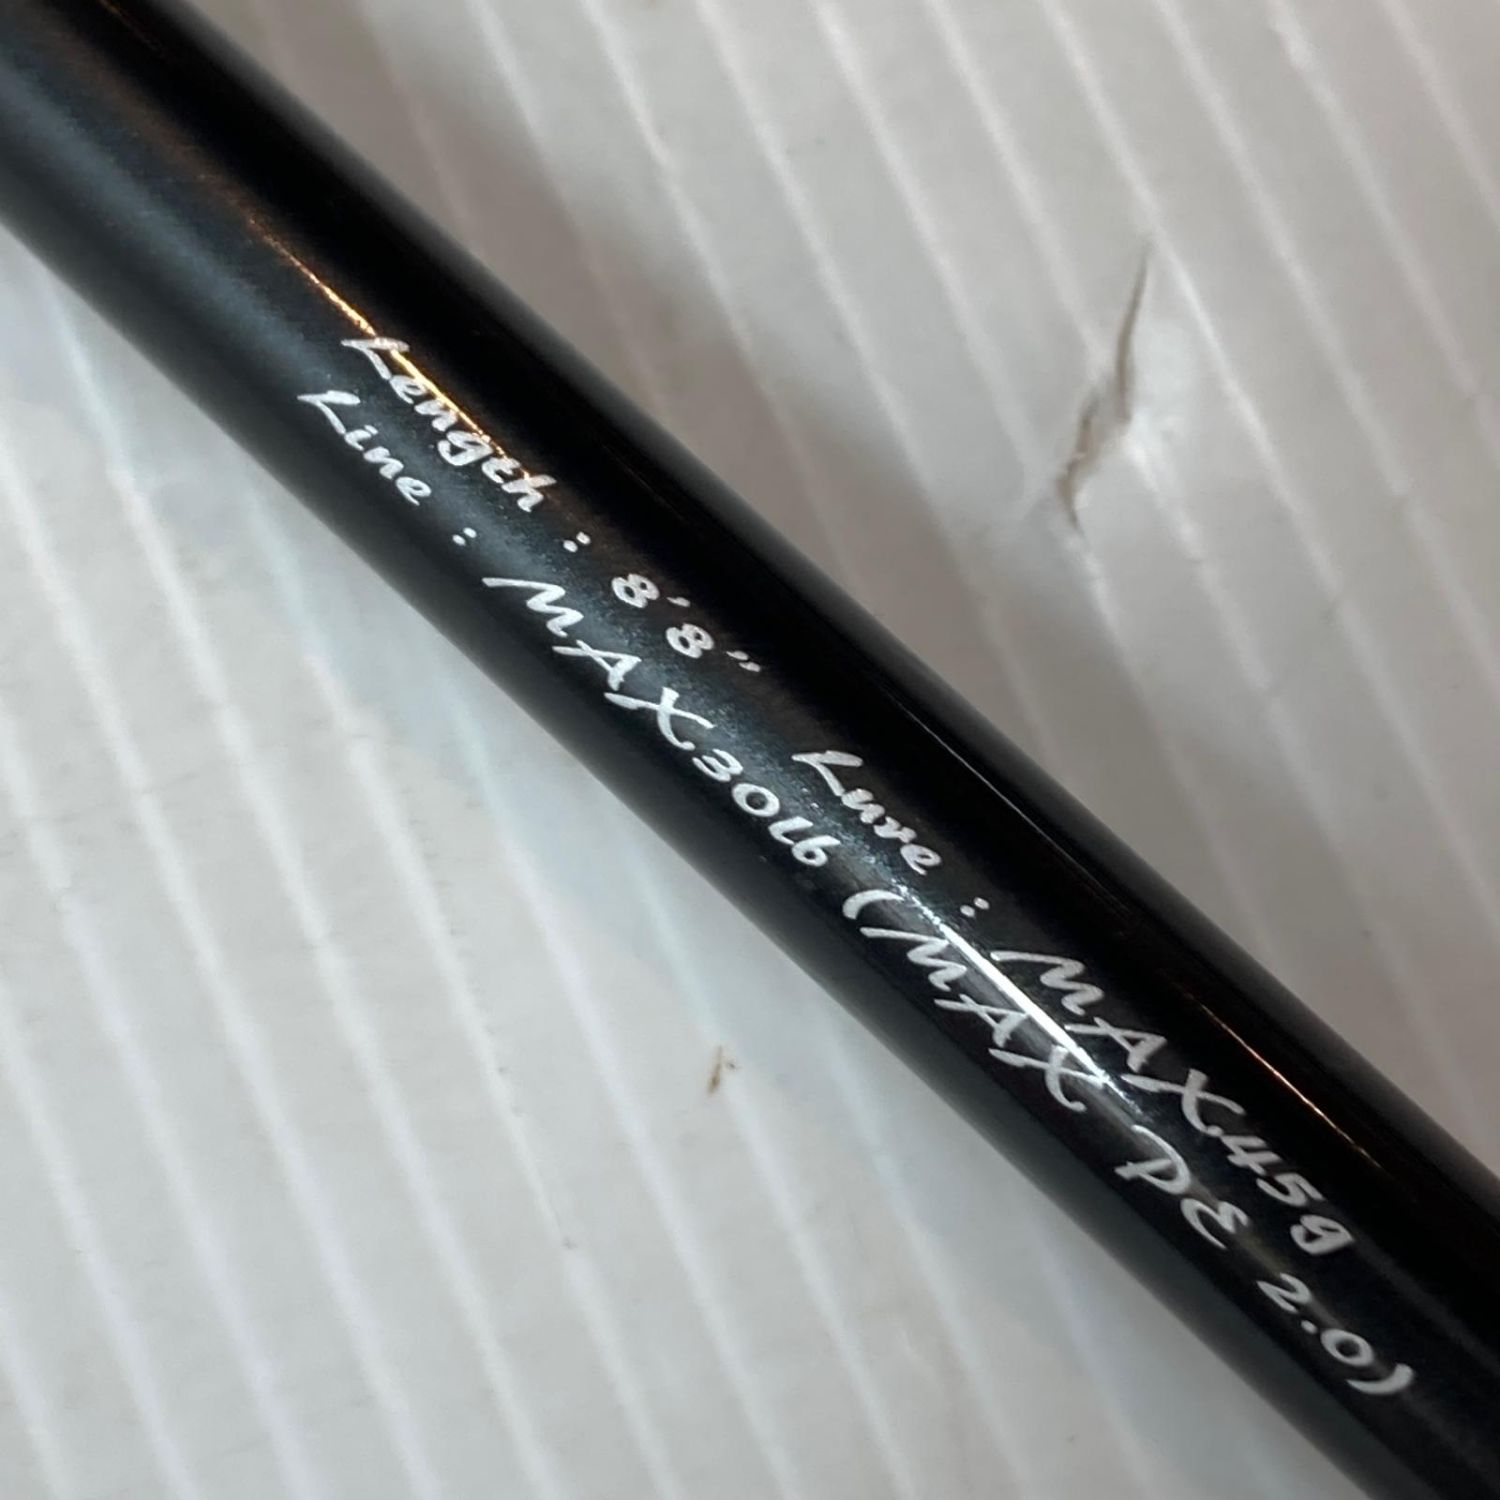 Length : 8'8" Lure : MAX45g
Line : MAX30lb (MAX PE 2.0)